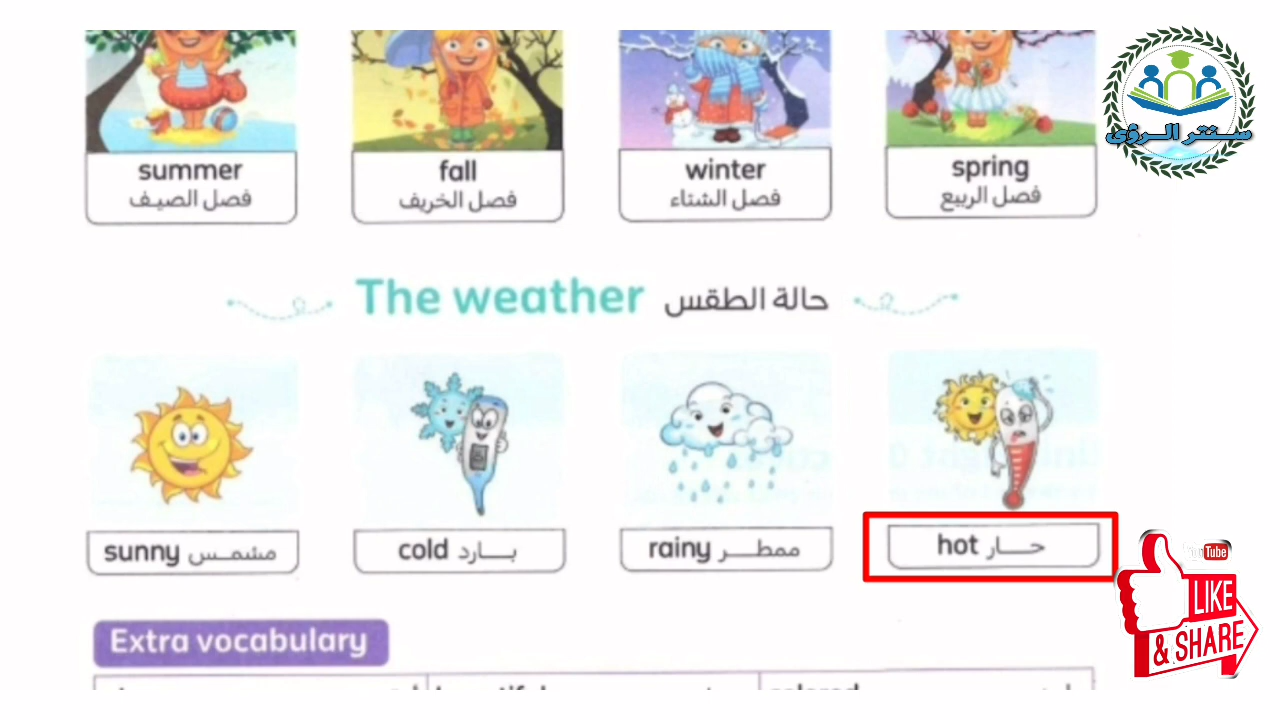 summer
فصل الصيف
fall
فصل الخريف
winter
فصل الشتاء
spring
فصل الربيع
سنتر الرؤى
The weather حالة الطقس
sunny مشمس
cold بارد
rainy ممطر
hot حار
YouTube
LIKE
& SHARE
Extra vocabulary
colored